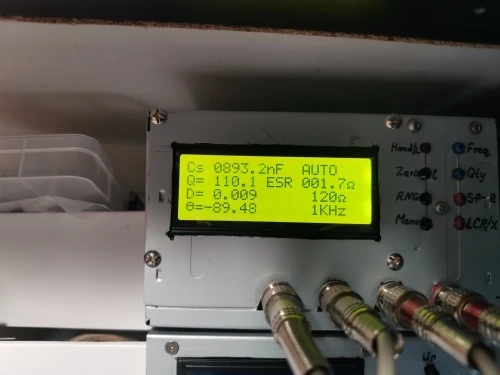 Cs 0893.2nF AUTO
Q= 110.1 ESR 001.7Ω
D= 0.009 120Ω
θ=-89.48 1KHz
Freq
Zero
Qty
RNG
SP-R
Menu
LCR/X
Up